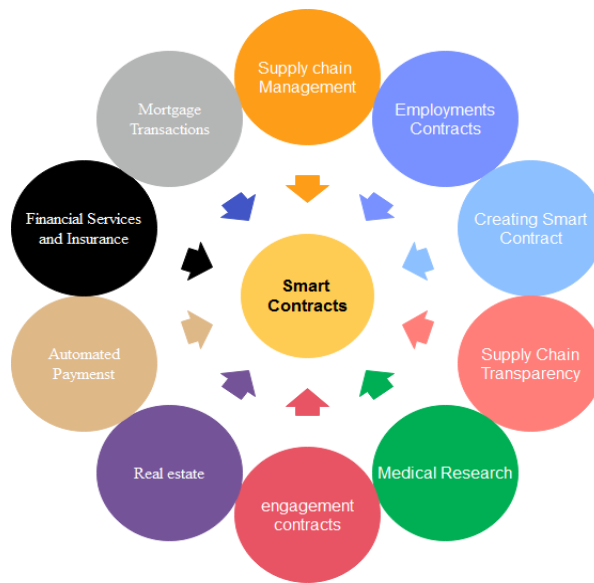 Supply chain
Management
Employments
Contracts
Creating Smart
Contract
Supply Chain
Transparency
Medical Research
engagement
contracts
Real estate
Automated
Paymenst
Financial Services
and Insurance
Mortgage
Transactions
Smart
Contracts